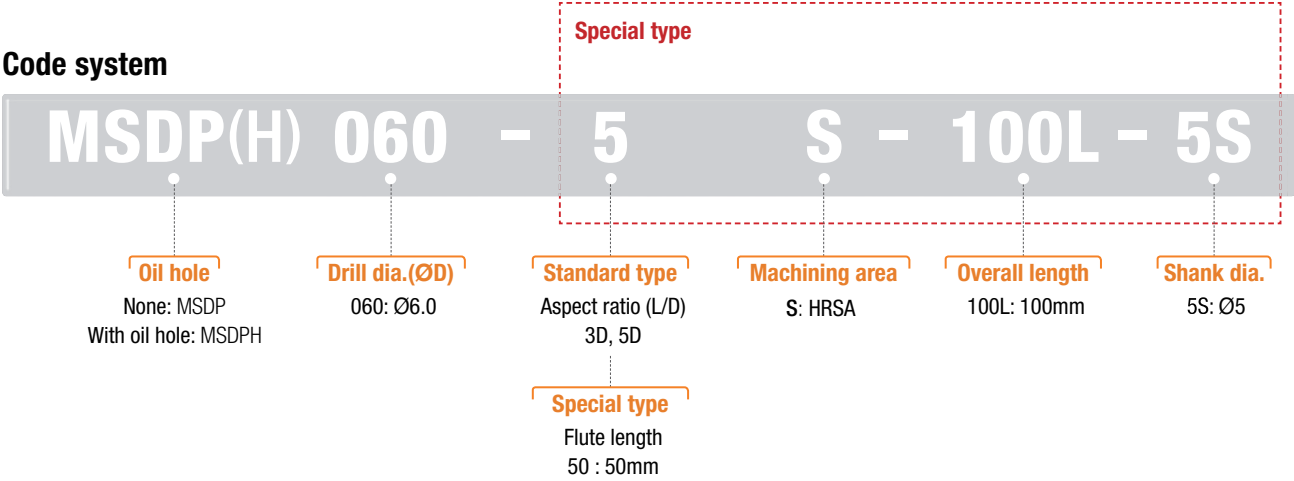 Special type
Code system
MSDP(H) 060 - 5 S - 100L - 5S
Oil hole
None: MSDP
With oil hole: MSDPH
Drill dia.(ØD)
060: Ø6.0
Standard type
Aspect ratio (L/D)
3D, 5D
Special type
Flute length
50 : 50mm
Machining area
S: HRSA
Overall length
100L: 100mm
Shank dia.
5S: Ø5